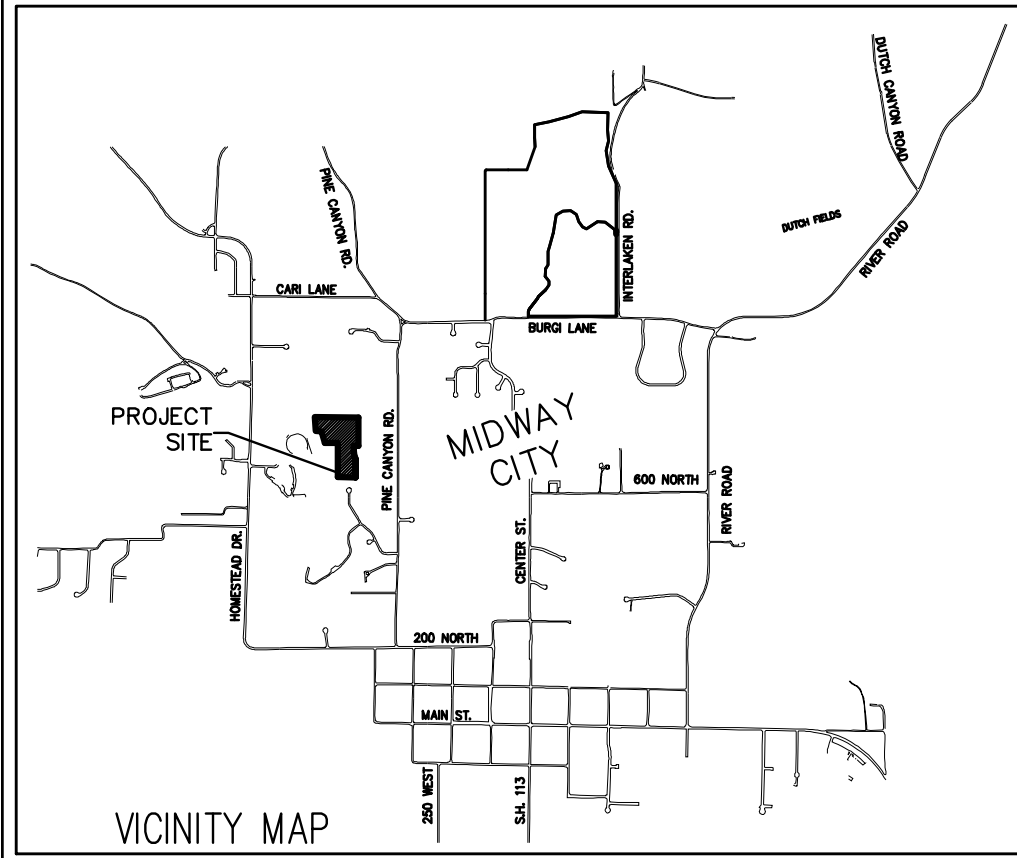 DUTCH CANYON ROAD
PINE CANYON RD.
DUTCH FIELDS
INTERLAKEN RD.
RIVER ROAD
CARI LANE
BURGI LANE
PROJECT
SITE
PINE CANYON RD.
MIDWAY
CITY
600 NORTH
RIVER ROAD
CENTER ST.
HOMESTEAD DR.
200 NORTH
MAIN ST.
250 WEST
S.H. 113
VICINITY MAP